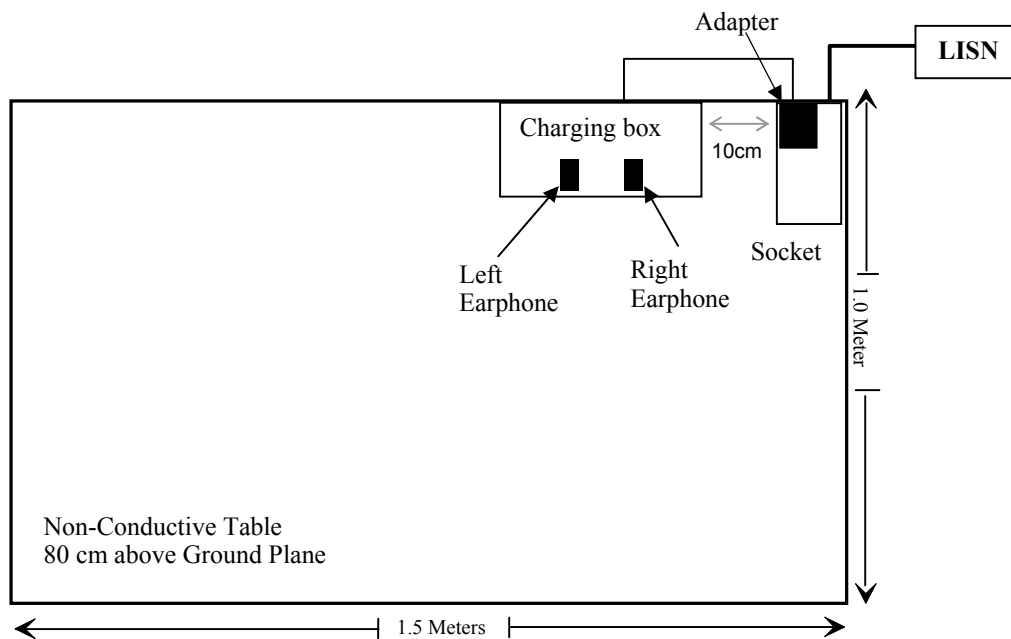 Adapter
LISN
Charging box
10cm
Left
Earphone
Right
Earphone
Socket
1.0 Meter
Non-Conductive Table
80 cm above Ground Plane
1.5 Meters